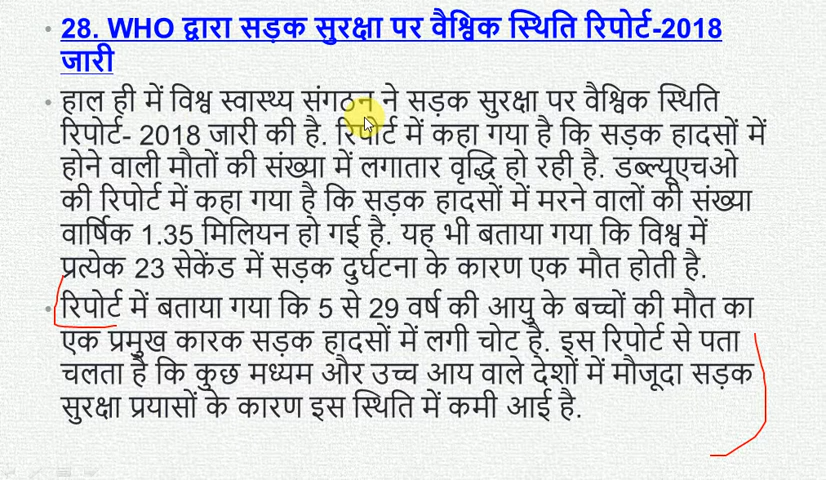 28. WHO द्वारा सड़क सुरक्षा पर वैश्विक स्थिति रिपोर्ट-2018
जारी
हाल ही में विश्व स्वास्थ्य संगठन ने सड़क सुरक्षा पर वैश्विक स्थिति
रिपोर्ट- 2018 जारी की है. रिपोर्ट में कहा गया है कि सड़क हादसों में
होने वाली मौतों की संख्या में लगातार वृद्धि हो रही है. डब्ल्यूएचओ
की रिपोर्ट में कहा गया है कि सड़क हादसों में मरने वालों की संख्या
वार्षिक 1.35 मिलियन हो गई है. यह भी बताया गया कि विश्व में
प्रत्येक 23 सेकेंड में सड़क दुर्घटना के कारण एक मौत होती है.
रिपोर्ट में बताया गया कि 5 से 29 वर्ष की आयु के बच्चों की मौत का
एक प्रमुख कारक सड़क हादसों में लगी चोट है. इस रिपोर्ट से पता
चलता है कि कुछ मध्यम और उच्च आय वाले देशों में मौजूदा सड़क
सुरक्षा प्रयासों के कारण इस स्थिति में कमी आई है.